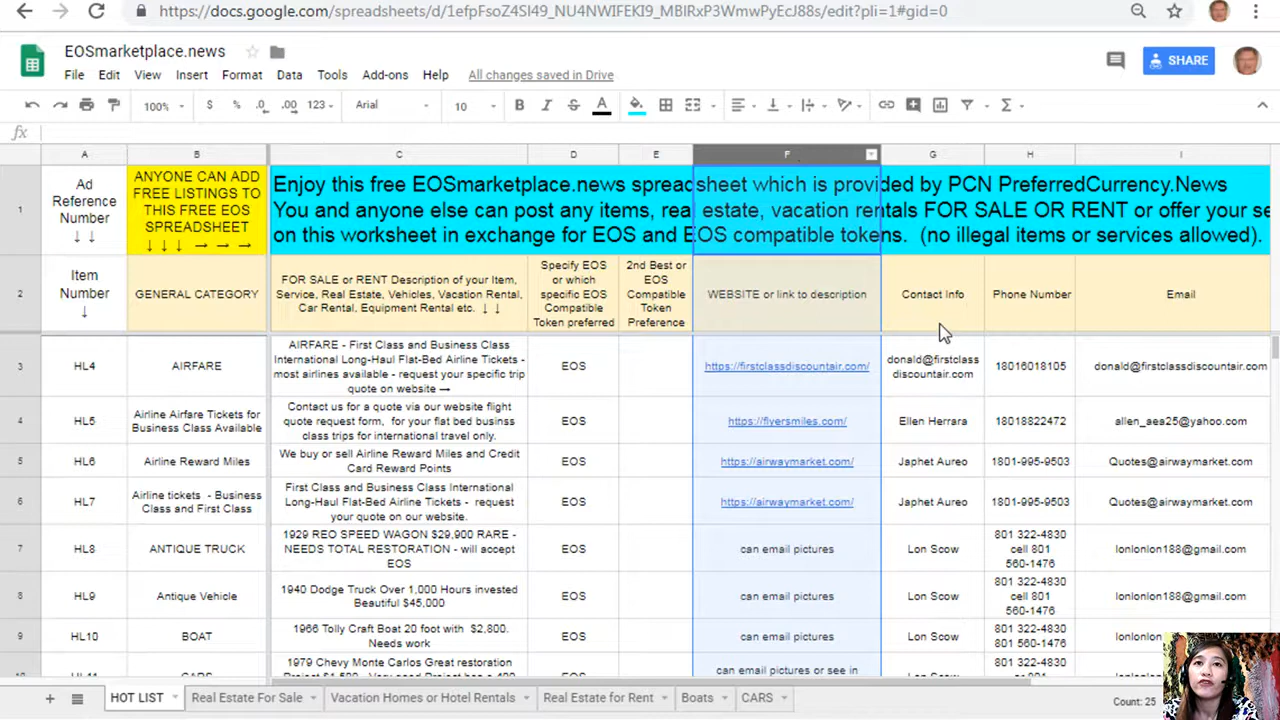 https://docs.google.com/spreadsheets/d/1efpFsoZ4Sl49_NU4NWIFEKI9_MBlRxP3WmwPyEcJ88s/edit?pli=1#gid=0
EOSmarketplace.news
File Edit View Insert Format Data Tools Add-ons Help All changes saved in Drive
SHARE
100% $ % .0 .00 123 Arial 10 B I S A
fx
A B C D E F G H I
1
Ad
Reference
Number
↓ ↓
ANYONE CAN ADD
FREE LISTINGS TO
THIS FREE EOS
SPREADSHEET
↓ ↓ ↓ → → →
Enjoy this free EOSmarketplace.news spreadsheet which is provided by PCN PreferredCurrency.News
You and anyone else can post any items, real estate, vacation rentals FOR SALE OR RENT or offer your se
on this worksheet in exchange for EOS and EOS compatible tokens. (no illegal items or services allowed).
2
Item
Number
↓
GENERAL CATEGORY
FOR SALE or RENT Description of your Item,
Service, Real Estate, Vehicles, Vacation Rental,
Car Rental, Equipment Rental etc. ↓ ↓
Specify EOS
or which
specific EOS
Compatible
Token preferred
2nd Best or
EOS
Compatible
Token
Preference
WEBSITE or link to description
Contact Info
Phone Number
Email
3
HL4
AIRFARE
AIRFARE - First Class and Business Class
International Long-Haul Flat-Bed Airline Tickets -
most airlines available - request your specific trip
quote on website →
EOS
https://firstclassdiscountair.com/
donald@firstclass
discountair.com
18016018105
donald@firstclassdiscountair.com
4
HL5
Airline Airfare Tickets for
Business Class Available
Contact us for a quote via our website flight
quote request form, for your flat bed businss
class trips for international travel only.
EOS
https://flyersmiles.com/
Ellen Herrara
18018822472
allen_aea25@yahoo.com
5
HL6
Airline Reward Miles
We buy or sell Airline Reward Miles and Credit
Card Reward Points
EOS
https://airwaymarket.com/
Japhet Aureo
1801-995-9503
Quotes@airwaymarket.com
6
HL7
Airline tickets - Business
Class and First Class
First Class and Business Class International
Long-Haul Flat-Bed Airline Tickets - request
your quote on our website.
EOS
https://airwaymarket.com/
Japhet Aureo
1801-995-9503
Quotes@airwaymarket.com
7
HL8
ANTIQUE TRUCK
1929 REO SPEED WAGON $29,900 RARE -
NEEDS TOTAL RESTORATION - will accept
EOS
EOS
can email pictures
Lon Scow
801 322-4830
cell 801
560-1476
lonlonlon188@gmail.com
8
HL9
Antique Vehicle
1940 Dodge Truck Over 1,000 Hours invested
Beautiful $45,000
EOS
can email pictures
Lon Scow
801 322-4830
cell 801
560-1476
lonlonlon188@gmail.com
9
HL10
BOAT
1966 Tolly Craft Boat 20 foot with $2,800.
Needs work
EOS
can email pictures
Lon Scow
801 322-4830
cell 801
560-1476
1979 Chevy Monte Carlos Great restoration
can email pictures or see in
801 322-4830
HOT LIST Real Estate For Sale Vacation Homes or Hotel Rentals Real Estate for Rent Boats CARS
Count: 25